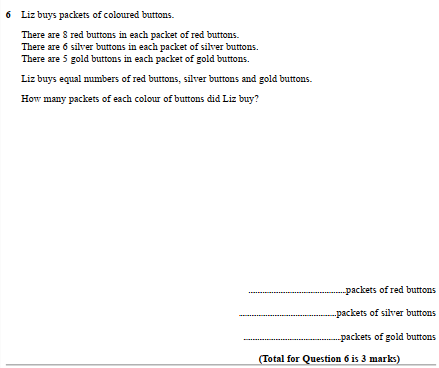 6 Liz buys packets of coloured buttons.
There are 8 red buttons in each packet of red buttons.
There are 6 silver buttons in each packet of silver buttons.
There are 5 gold buttons in each packet of gold buttons.
Liz buys equal numbers of red buttons, silver buttons and gold buttons.
How many packets of each colour of buttons did Liz buy?
..........................................packets of red buttons
..........................................packets of silver buttons
..........................................packets of gold buttons
(Total for Question 6 is 3 marks)